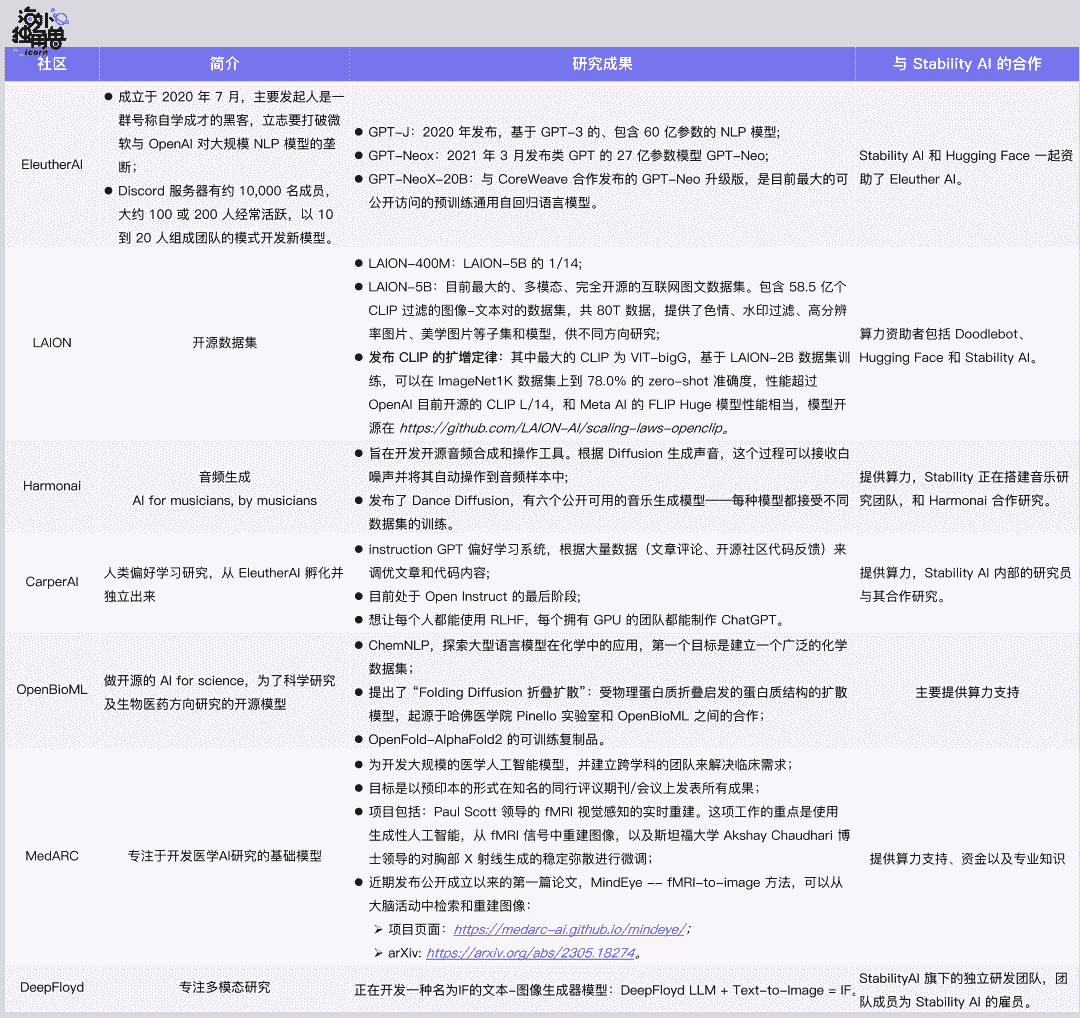 海外独角兽
icorn
社区 简介 研究成果 与 Stability AI 的合作
EleutherAI
● 成立于 2020 年 7 月，主要发起人是一
群号称自学成才的黑客，立志要打破微
软与 OpenAI 对大规模 NLP 模型的垄
断；
● Discord 服务器有约 10,000 名成员，
大约 100 或 200 人经常活跃，以 10
到 20 人组成团队的模式开发新模型。
● GPT-J：2020 年发布，基于 GPT-3 的、包含 60 亿参数的 NLP 模型；
● GPT-Neox：2021 年 3 月发布类 GPT 的 27 亿参数模型 GPT-Neo;
● GPT-NeoX-20B：与 CoreWeave 合作发布的 GPT-Neo 升级版，是目前最大的可
公开访问的预训练通用自回归语言模型。
Stability AI 和 Hugging Face 一起资
助了 Eleuther AI。
LAION
开源数据集
● LAION-400M：LAION-5B 的 1/14;
● LAION-5B：目前最大的、多模态、完全开源的互联网图文数据集。包含 58.5 亿个
CLIP 过滤的图像-文本对的数据集，共 80T 数据，提供了色情、水印过滤、高分辨
率图片、美学图片等子集和模型，供不同方向研究；
● 发布 CLIP 的扩增定律：其中最大的 CLIP 为 VIT-bigG，基于 LAION-2B 数据集训
练，可以在 ImageNet1K 数据集上到 78.0% 的 zero-shot 准确度，性能超过
OpenAI 目前开源的 CLIP L/14，和 Meta AI 的 FLIP Huge 模型性能相当，模型开
源在 https://github.com/LAION-AI/scaling-laws-openclip。
算力资助者包括 Doodlebot、
Hugging Face 和 Stability AI。
Harmonai
音频生成
AI for musicians, by musicians
● 旨在开发开源音频合成和操作工具。根据 Diffusion 生成声音，这个过程可以接收白
噪声并将其自动操作到音频样本中；
● 发布了 Dance Diffusion，有六个公开可用的音乐生成模型——每种模型都接受不同
数据集的训练。
提供算力，Stability 正在搭建音乐研
究团队，和 Harmonai 合作研究。
CarperAI
人类偏好学习研究，从 EleutherAI 孵化并
独立出来
● instruction GPT 偏好学习系统，根据大量数据（文章评论、开源社区代码反馈）来
调优文章和代码内容；
● 目前处于 Open Instruct 的最后阶段；
● 想让每个人都能使用 RLHF，每个拥有 GPU 的团队都能制作 ChatGPT。
提供算力，Stability AI 内部的研究员
与其合作研究。
OpenBioML
做开源的 AI for science，为了科学研究
及生物医药方向研究的开源模型
● ChemNLP，探索大型语言模型在化学中的应用，第一个目标是建立一个广泛的化学
数据集；
● 提出了 “Folding Diffusion 折叠扩散”：受物理蛋白质折叠启发的蛋白质结构的扩散
模型，起源于哈佛医学院 Pinello 实验室和 OpenBioML 之间的合作；
● OpenFold-AlphaFold2 的可训练复制品。
主要提供算力支持
MedARC
专注于开发医学AI研究的基础模型
● 为开发大规模的医学人工智能模型，并建立跨学科的团队来解决临床需求；
● 目标是以预印本的形式在知名的同行评议期刊/会议上发表所有成果；
● 项目包括：Paul Scott 领导的 fMRI 视觉感知的实时重建。这项工作的重点是使用
生成性人工智能，从 fMRI 信号中重建图像，以及斯坦福大学 Akshay Chaudhari 博
士领导的对胸部 X 射线生成的稳定弥散进行微调；
● 近期发布公开成立以来的第一篇论文，MindEye -- fMRI-to-image 方法，可以从
大脑活动中检索和重建图像：
➢ 项目页面：https://medarc-ai.github.io/mindeye/；
➢ arXiv: https://arxiv.org/abs/2305.18274。
提供算力支持、资金以及专业知识
DeepFloyd
专注多模态研究
正在开发一种名为IF的文本-图像生成器模型：DeepFloyd LLM + Text-to-Image = IF。
StabilityAI 旗下的独立研发团队，团
队成员为 Stability AI 的雇员。